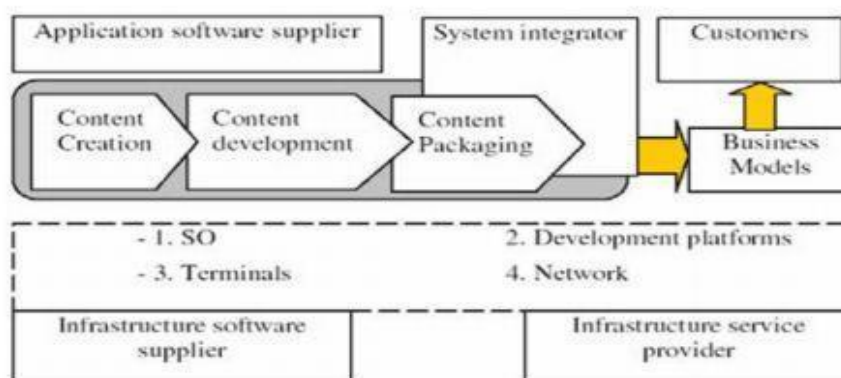 Application software supplier
System integrator
Customers
Content
Creation
Content
development
Content
Packaging
Business
Models
- 1. SO
2. Development platforms
- 3. Terminals
4. Network
Infrastructure software
supplier
Infrastructure service
provider